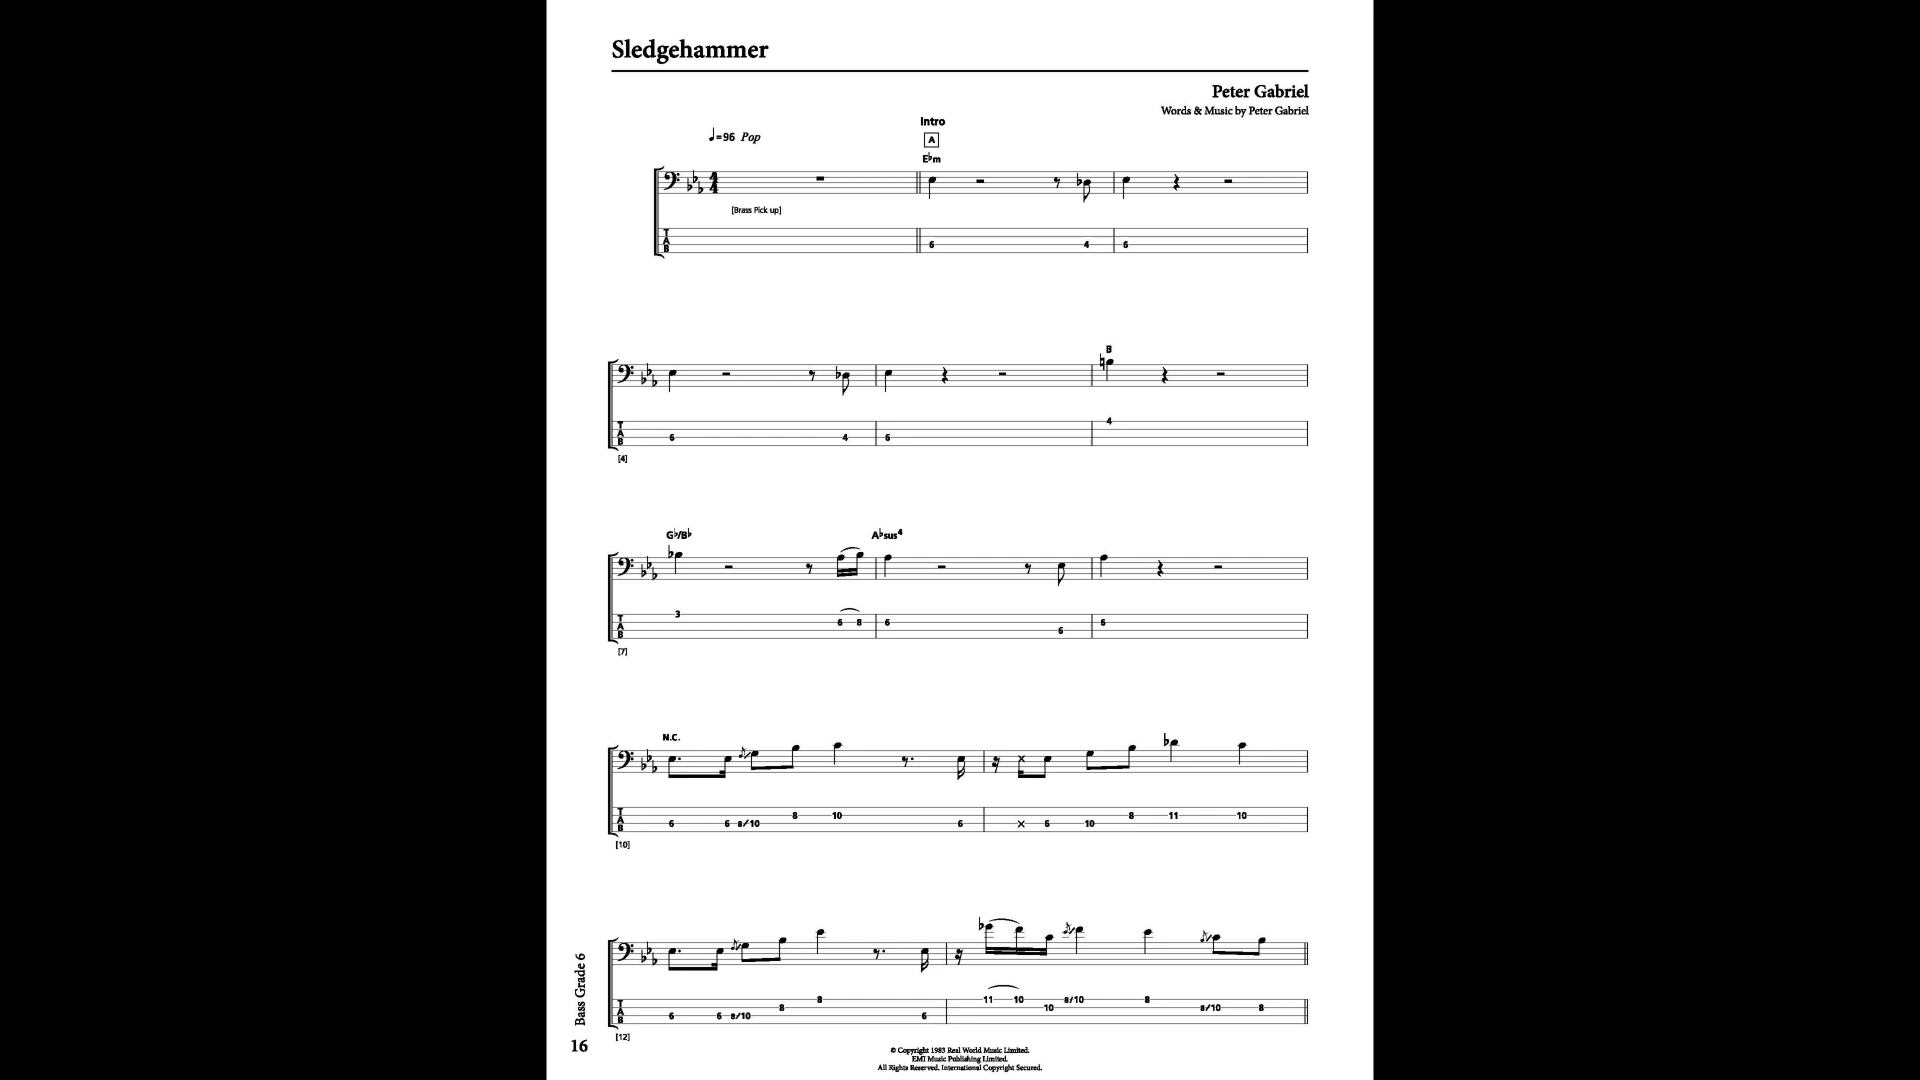 Sledgehammer
Peter Gabriel
Words & Music by Peter Gabriel
♩=96 Pop
Intro
A
E♭m
[Brass Pick up]
T A B
6 4 6
B
T A B
6 4 6 4
[4]
G♭/B♭ A♭sus4
T A B
3 6 8 6 6 6
[7]
N.C.
T A B
6 6 8/10 8 10 6 × 6 10 8 11 10
[10]
T A B
6 6 8/10 8 8 6 11 10 10 8/10 8 8/10 8
[12]
Bass Grade 6
16
© Copyright 1983 Real World Music Limited.
EMI Music Publishing Limited.
All Rights Reserved. International Copyright Secured.